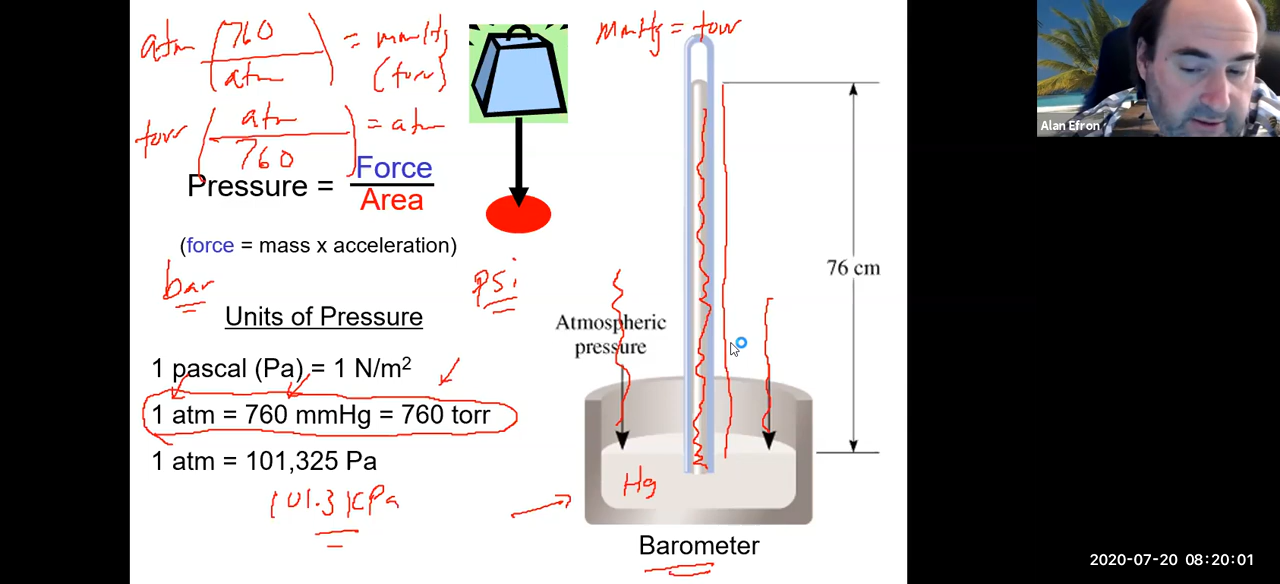 atm (760 / atm) = mmHg
(torr)
torr (atm / 760) = atm
Pressure = Force / Area
(force = mass x acceleration)
bar
psi
Units of Pressure
1 pascal (Pa) = 1 N/m²
1 atm = 760 mmHg = 760 torr
1 atm = 101,325 Pa
101.3 kPa
mmHg = torr
76 cm
Atmospheric
pressure
Hg
Barometer
Alan Efron
2020-07-20 08:20:01